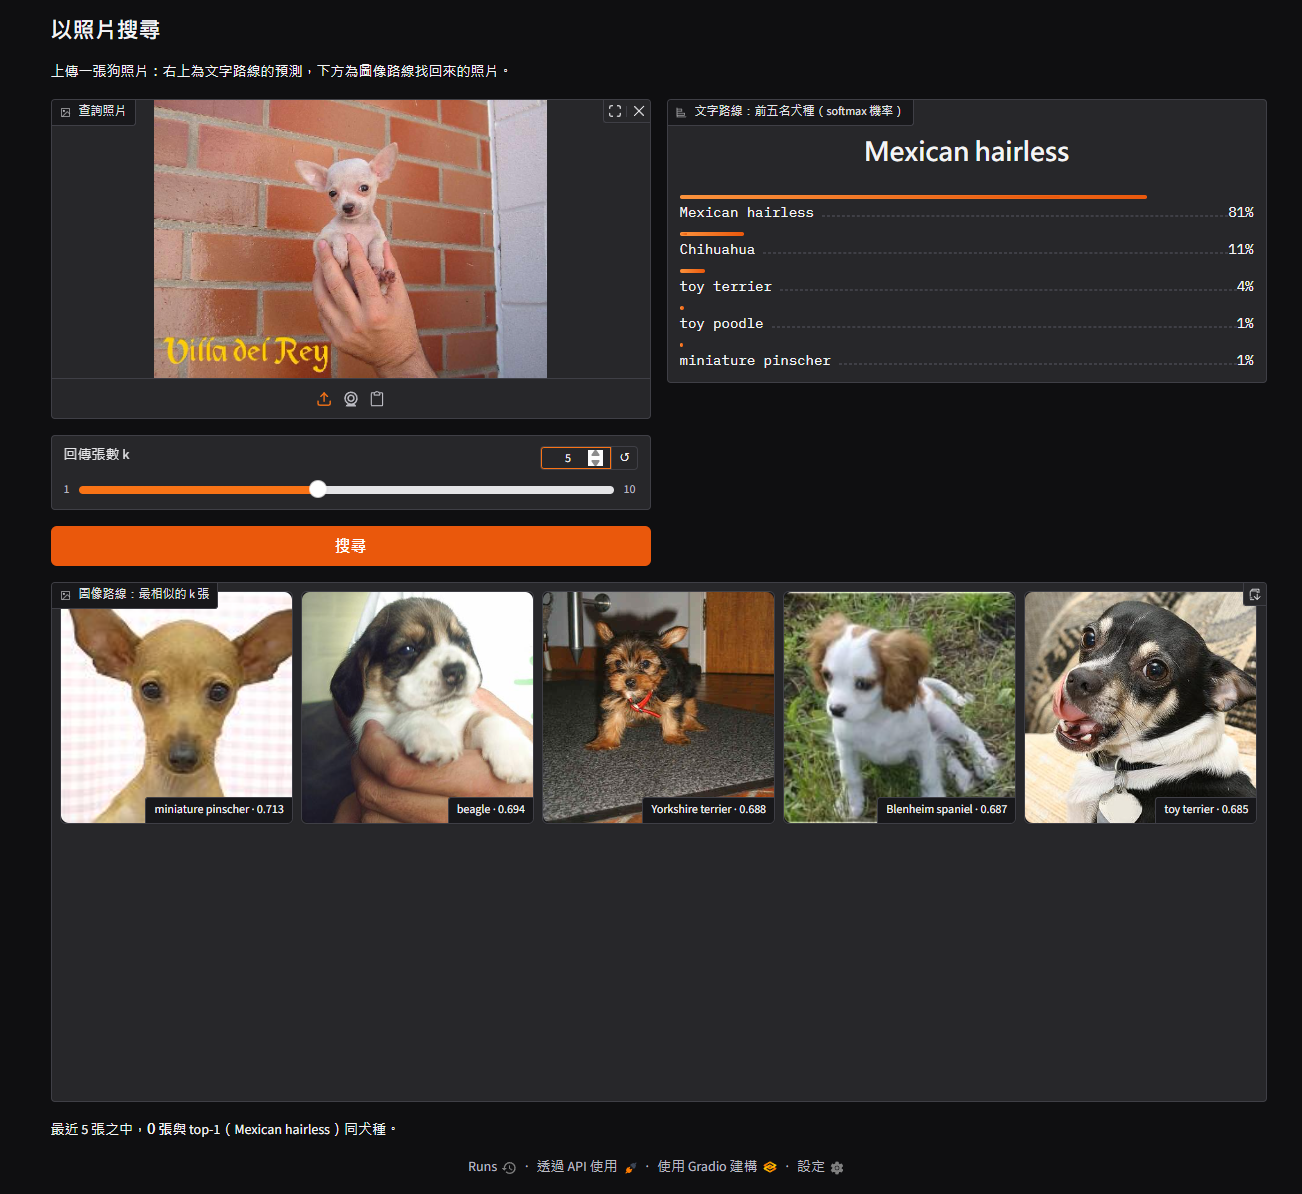 以照片搜尋
上傳一張狗照片：右上為文字路線的預測，下方為圖像路線找回來的照片。
查詢照片
Villa del Rey
文字路線：前五名犬種（softmax 機率）
Mexican hairless
Mexican hairless 81%
Chihuahua 11%
toy terrier 4%
toy poodle 1%
miniature pinscher 1%
回傳張數 k
5
1
10
搜尋
圖像路線：最相似的 k 張
miniature pinscher · 0.713
beagle · 0.694
Yorkshire terrier · 0.688
Blenheim spaniel · 0.687
toy terrier · 0.685
最近 5 張之中，0 張與 top-1（Mexican hairless）同犬種。
Runs · 透過 API 使用 · 使用 Gradio 建構 · 設定